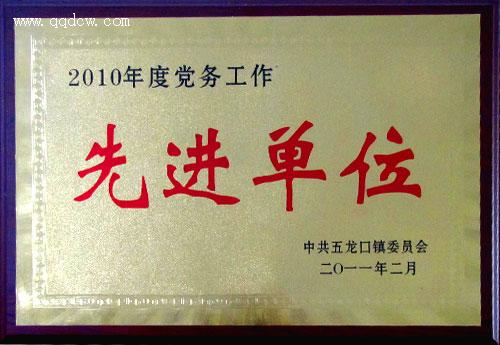 www.qqdcw.com
2010年度党务工作
先进单位
中共五龙口镇委员会
二〇一一年二月